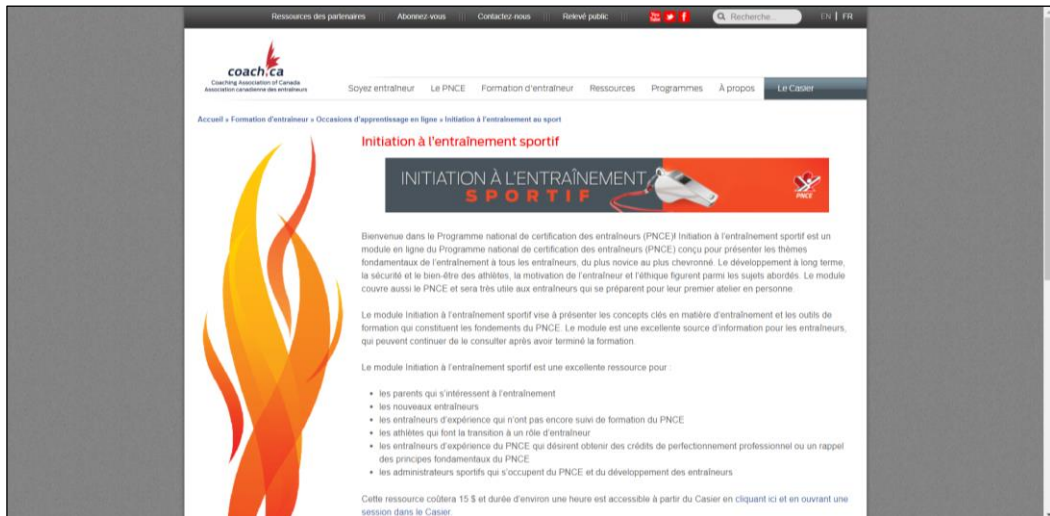 Ressources des partenaires Abonnez-vous Contactez-nous Relevé public You Tube f Recherche... EN | FR
coach.ca
Coaching Association of Canada
Association canadienne des entraîneurs
Soyez entraîneur Le PNCE Formation d'entraîneur Ressources Programmes À propos Le Casier
Accueil » Formation d'entraîneur » Occasions d'apprentissage en ligne » Initiation à l'entraînement au sport
Initiation à l'entraînement sportif
INITIATION À L'ENTRAÎNEMENT
SPORTIF
PNCE
Bienvenue dans le Programme national de certification des entraîneurs (PNCE)! Initiation à l'entraînement sportif est un
module en ligne du Programme national de certification des entraîneurs (PNCE) conçu pour présenter les thèmes
fondamentaux de l'entraînement à tous les entraîneurs, du plus novice au plus chevronné. Le développement à long terme,
la sécurité et le bien-être des athlètes, la motivation de l'entraîneur et l'éthique figurent parmi les sujets abordés. Le module
couvre aussi le PNCE et sera très utile aux entraîneurs qui se préparent pour leur premier atelier en personne.
Le module Initiation à l'entraînement sportif vise à présenter les concepts clés en matière d'entraînement et les outils de
formation qui constituent les fondements du PNCE. Le module est une excellente source d'information pour les entraîneurs,
qui peuvent continuer de le consulter après avoir terminé la formation.
Le module Initiation à l'entraînement sportif est une excellente ressource pour :
• les parents qui s'intéressent à l'entraînement
• les nouveaux entraîneurs
• les entraîneurs d'expérience qui n'ont pas encore suivi de formation du PNCE
• les athlètes qui font la transition à un rôle d'entraîneur
• les entraîneurs d'expérience du PNCE qui désirent obtenir des crédits de perfectionnement professionnel ou un rappel
des principes fondamentaux du PNCE
• les administrateurs sportifs qui s'occupent du PNCE et du développement des entraîneurs
Cette ressource coûtera 15 $ et durée d'environ une heure est accessible à partir du Casier en cliquant ici et en ouvrant une
session dans le Casier.